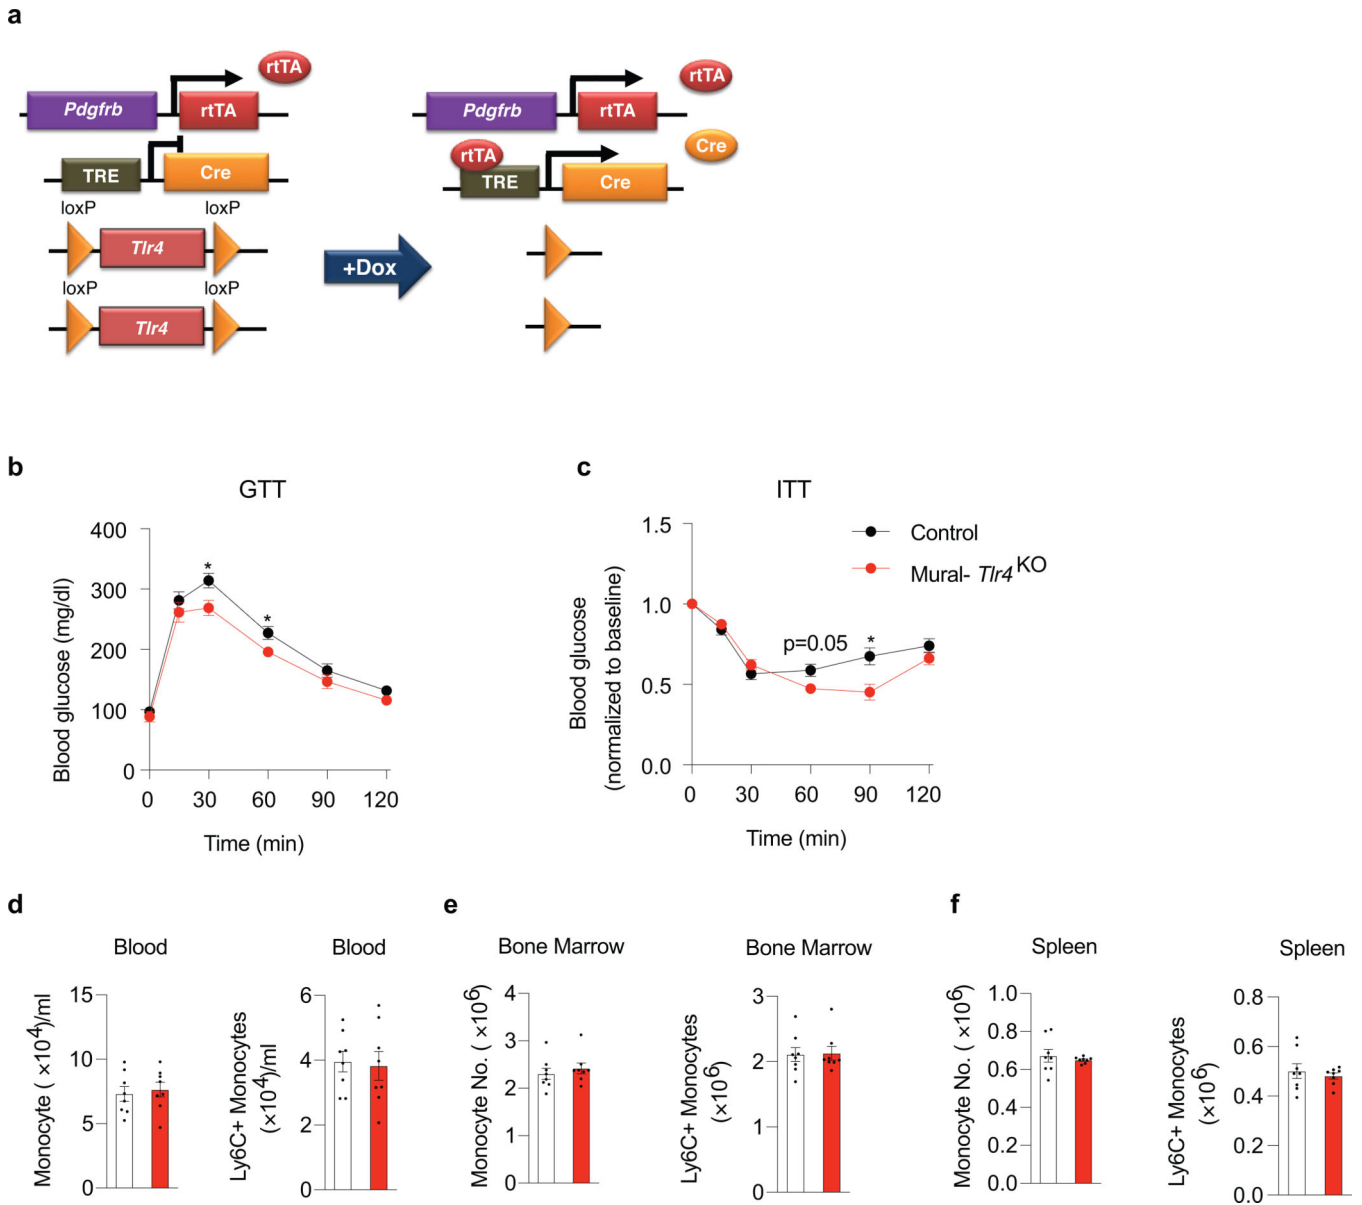 a
rtTA
Pdgfrb
rtTA
TRE
Cre
loxP
loxP
Tlr4
loxP
loxP
Tlr4
+Dox
rtTA
Pdgfrb
rtTA
rtTA
Cre
TRE
Cre
b
GTT
Blood glucose (mg/dl)
400
300
200
100
0
*
*
0 30 60 90 120
Time (min)
c
ITT
Blood glucose
(normalized to baseline)
1.5
1.0
0.5
0.0
p=0.05
*
Control
Mural- Tlr4 KO
0 30 60 90 120
Time (min)
d
Blood
Monocyte ( ×10⁴)/ml
15
10
5
0
Blood
Ly6C+ Monocytes
(×10⁴)/ml
6
4
2
0
e
Bone Marrow
Monocyte No. ( ×10⁶)
4
3
2
1
0
Bone Marrow
Ly6C+ Monocytes
(×10⁶)
3
2
1
0
f
Spleen
Monocyte No. ( ×10⁶)
1.0
0.8
0.6
0.4
0.2
0.0
Spleen
Ly6C+ Monocytes
(×10⁶)
0.8
0.6
0.4
0.2
0.0